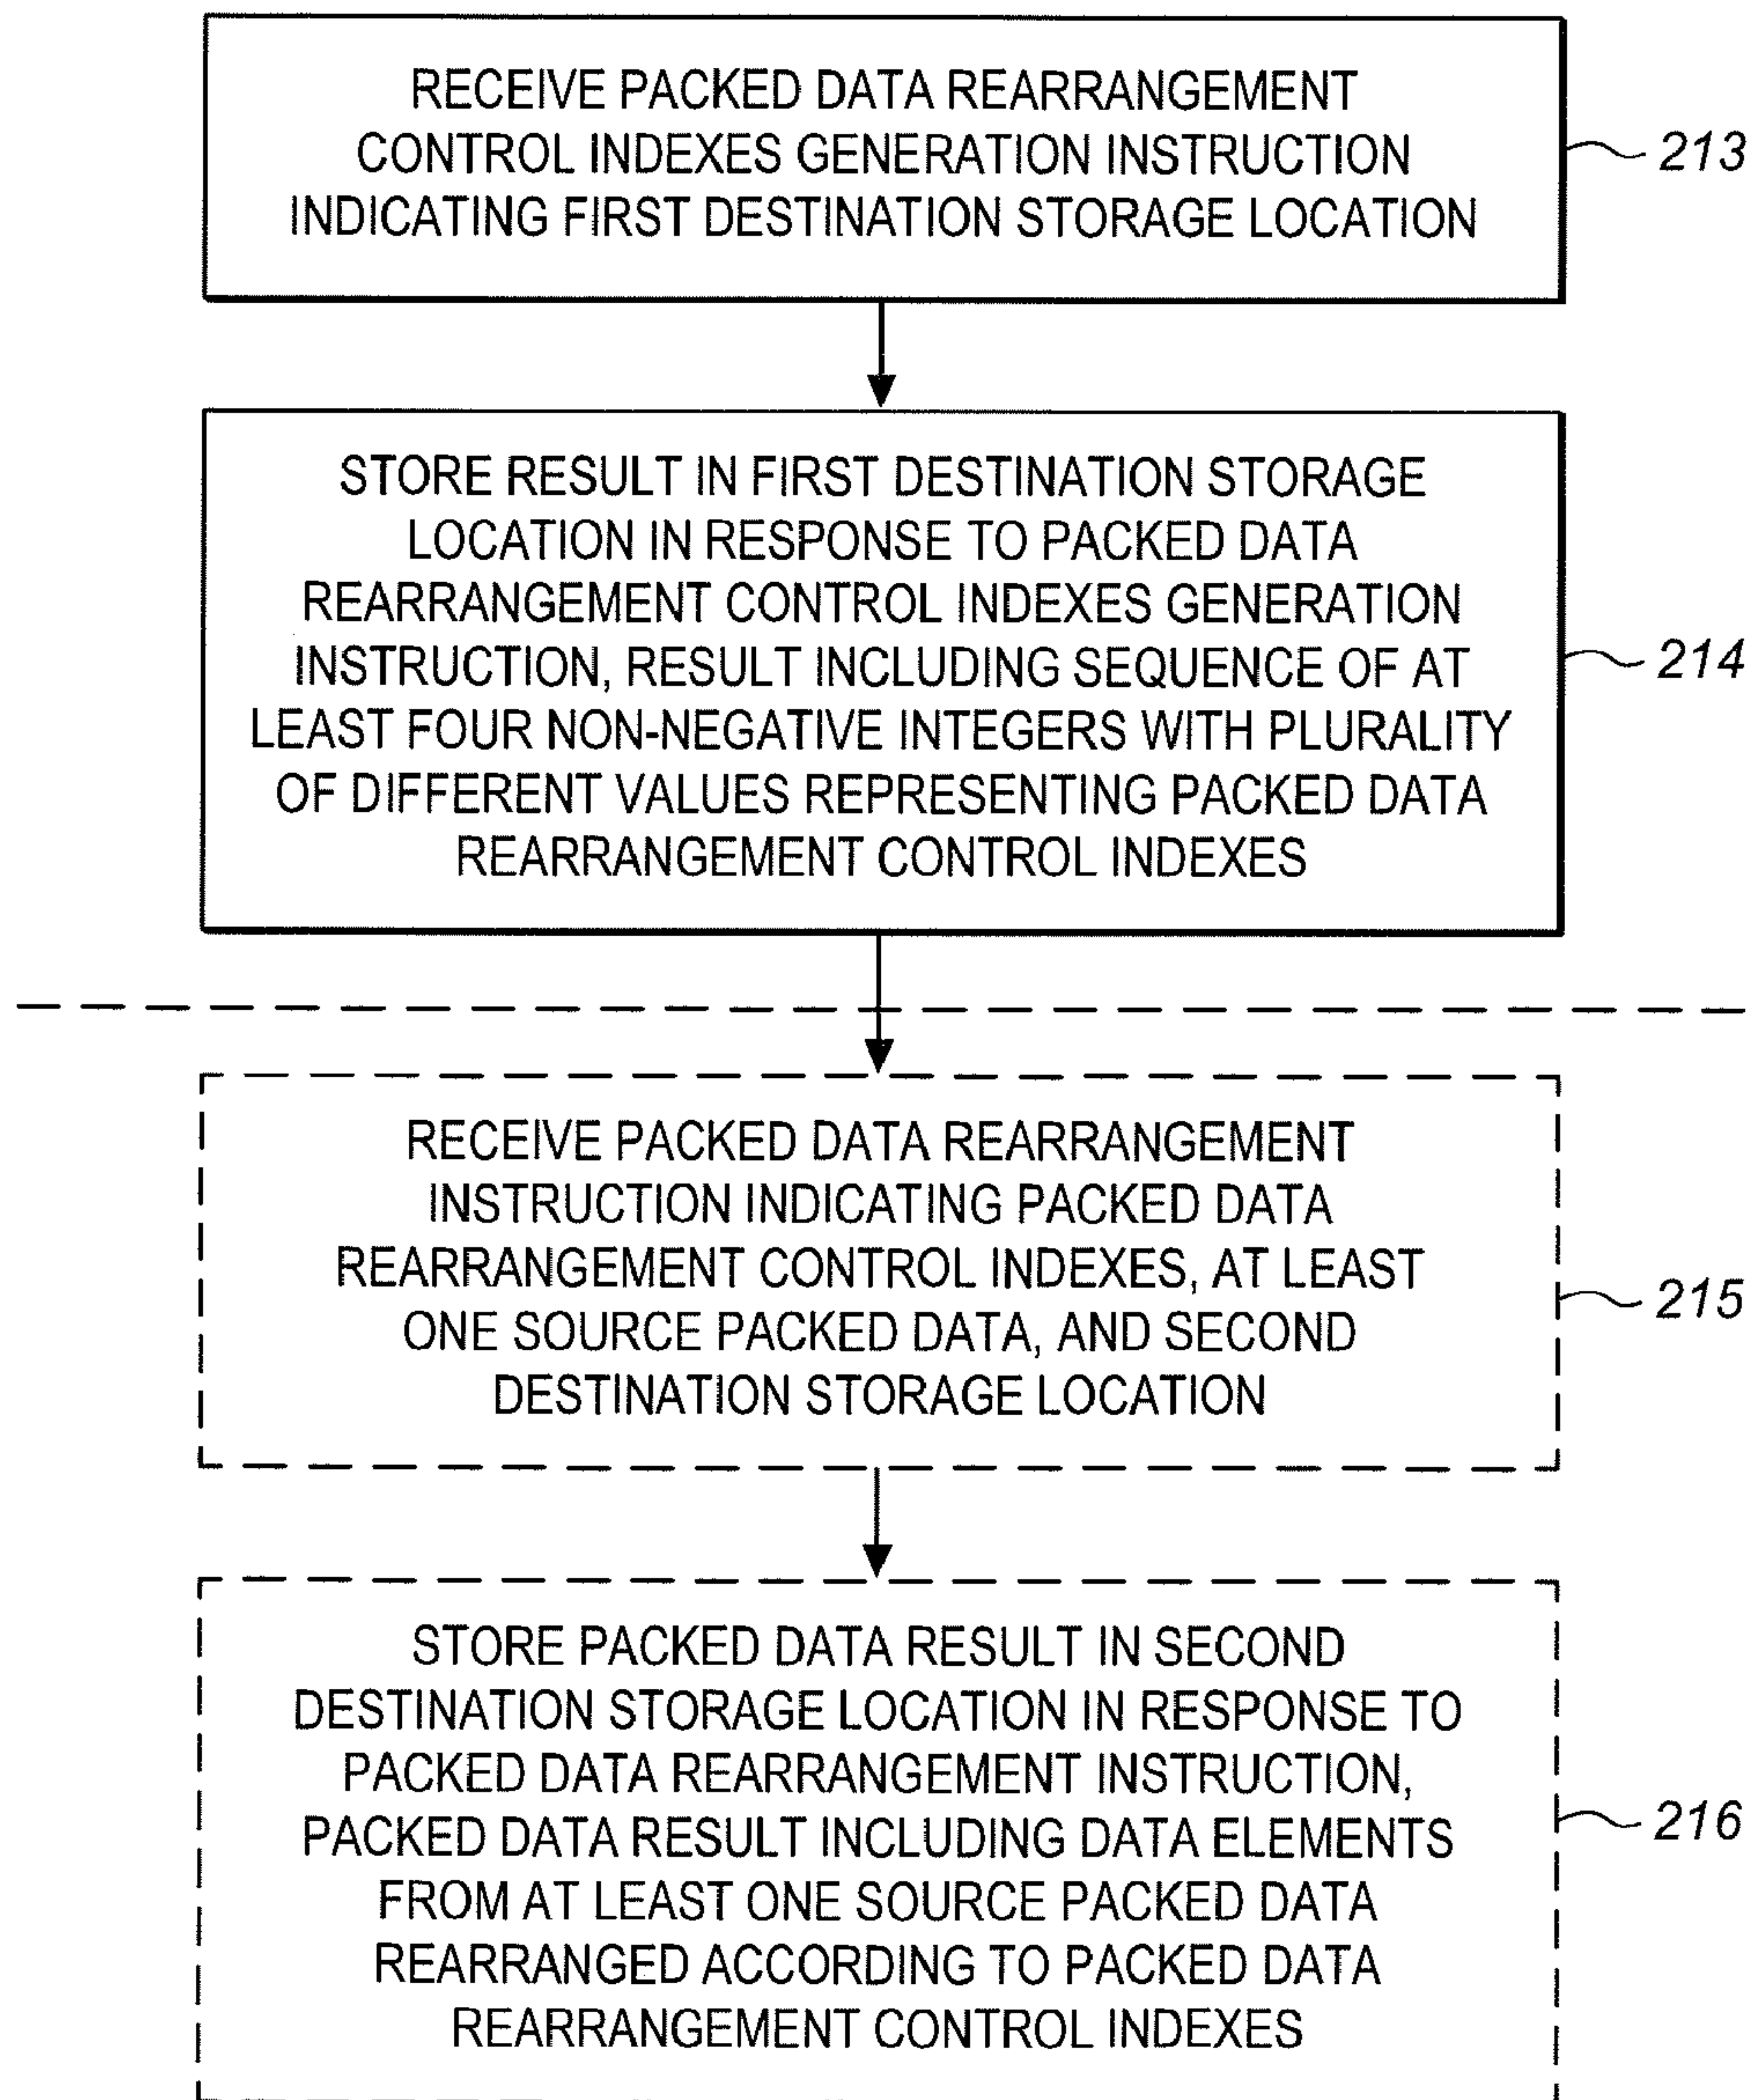 RECEIVE PACKED DATA REARRANGEMENT
CONTROL INDEXES GENERATION INSTRUCTION
INDICATING FIRST DESTINATION STORAGE LOCATION
213
STORE RESULT IN FIRST DESTINATION STORAGE
LOCATION IN RESPONSE TO PACKED DATA
REARRANGEMENT CONTROL INDEXES GENERATION
INSTRUCTION, RESULT INCLUDING SEQUENCE OF AT
LEAST FOUR NON-NEGATIVE INTEGERS WITH PLURALITY
OF DIFFERENT VALUES REPRESENTING PACKED DATA
REARRANGEMENT CONTROL INDEXES
214
RECEIVE PACKED DATA REARRANGEMENT
INSTRUCTION INDICATING PACKED DATA
REARRANGEMENT CONTROL INDEXES, AT LEAST
ONE SOURCE PACKED DATA, AND SECOND
DESTINATION STORAGE LOCATION
215
STORE PACKED DATA RESULT IN SECOND
DESTINATION STORAGE LOCATION IN RESPONSE TO
PACKED DATA REARRANGEMENT INSTRUCTION,
PACKED DATA RESULT INCLUDING DATA ELEMENTS
FROM AT LEAST ONE SOURCE PACKED DATA
REARRANGED ACCORDING TO PACKED DATA
REARRANGEMENT CONTROL INDEXES
216